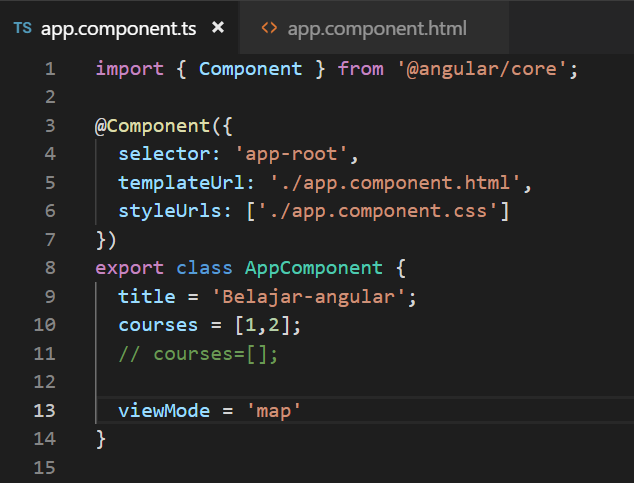 TS app.component.ts × <> app.component.html
1 import { Component } from '@angular/core';
2
3 @Component({
4 selector: 'app-root',
5 templateUrl: './app.component.html',
6 styleUrls: ['./app.component.css']
7 })
8 export class AppComponent {
9 title = 'Belajar-angular';
10 courses = [1,2];
11 // courses=[];
12
13 viewMode = 'map'
14 }
15